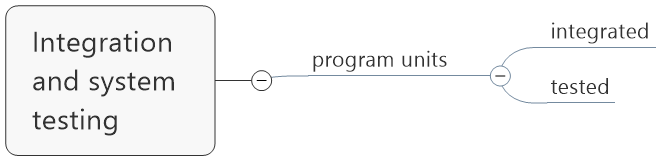 Integration
and system
testing
program units
integrated
tested